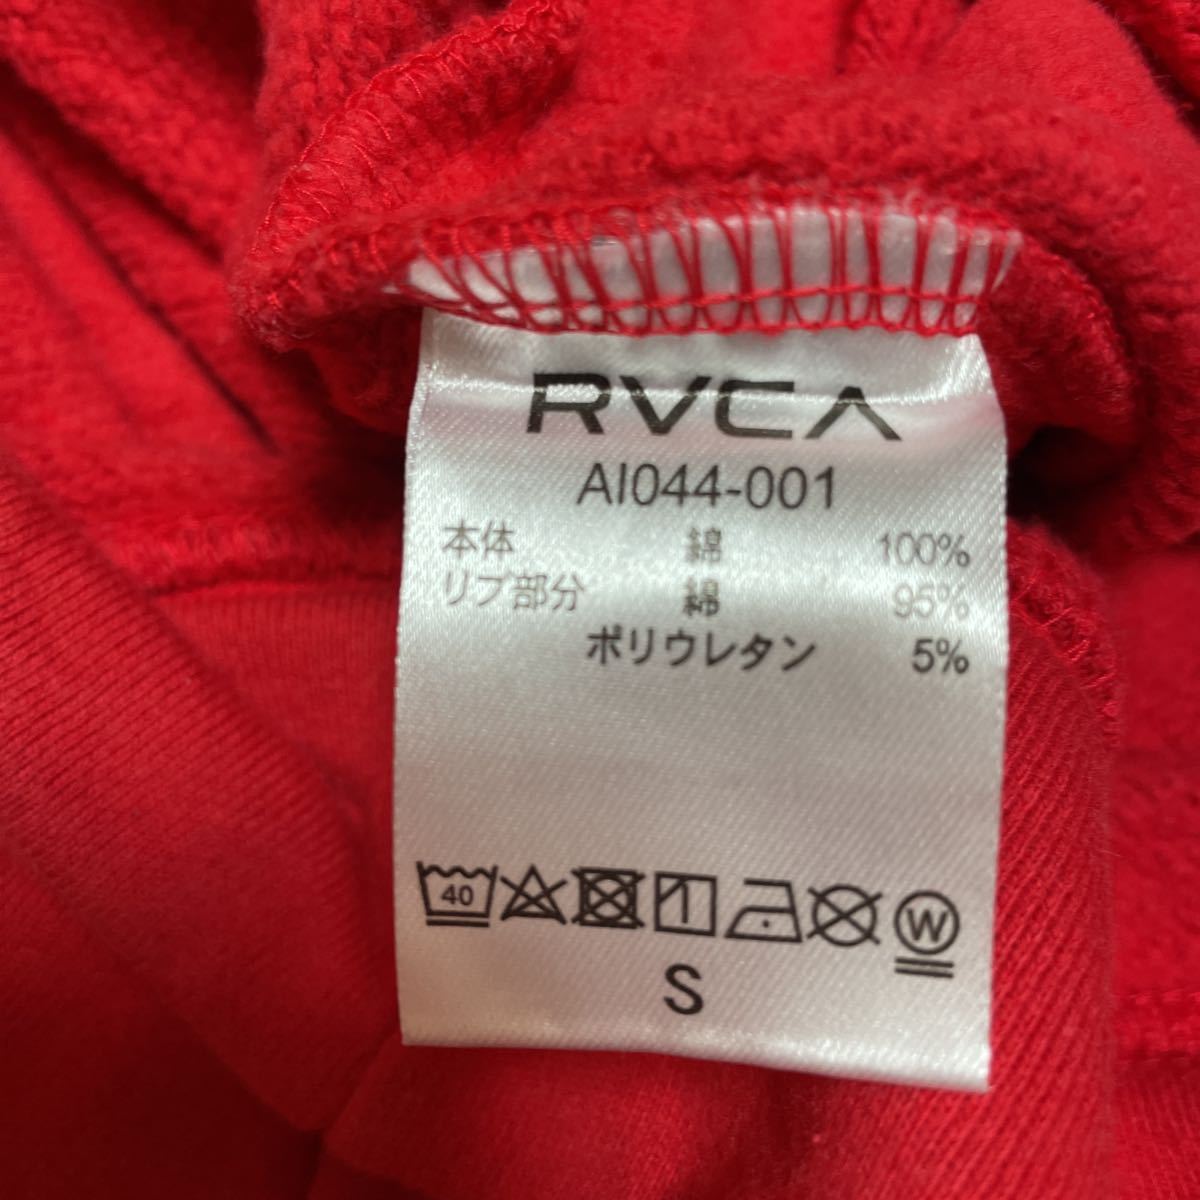 RVCA
AI044-001
本体 綿 100%
リブ部分 綿 95%
ポリウレタン 5%
40 W
S